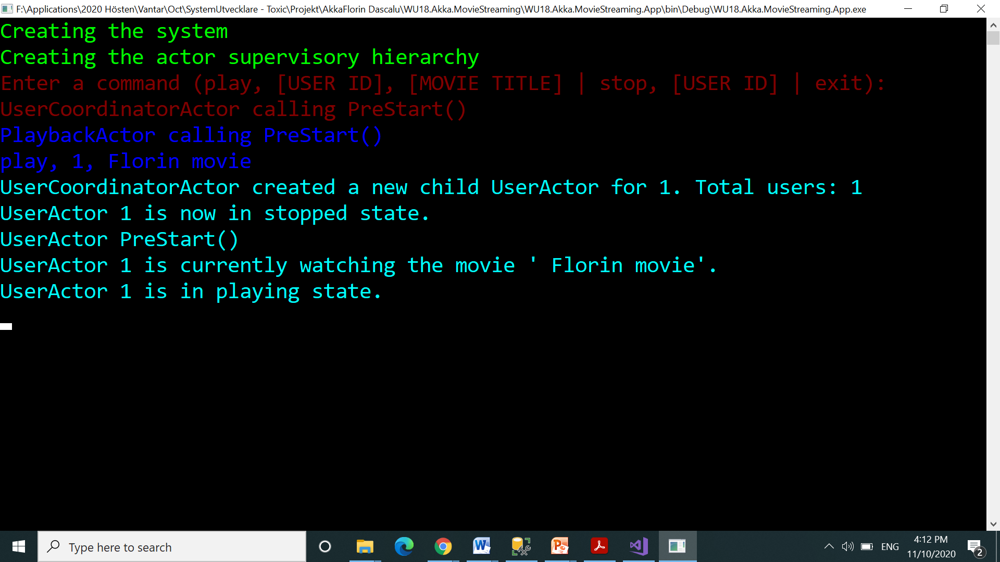 F:\Applications\2020 Hösten\Vantar\Oct\SystemUtvecklare - Toxic\Projekt\AkkaFlorin Dascalu\WU18.Akka.MovieStreaming\WU18.Akka.MovieStreaming.App\bin\Debug\WU18.Akka.MovieStreaming.App.exe
Creating the system
Creating the actor supervisory hierarchy
Enter a command (play, [USER ID], [MOVIE TITLE] | stop, [USER ID] | exit):
UserCoordinatorActor calling PreStart()
PlaybackActor calling PreStart()
play, 1, Florin movie
UserCoordinatorActor created a new child UserActor for 1. Total users: 1
UserActor 1 is now in stopped state.
UserActor PreStart()
UserActor 1 is currently watching the movie ' Florin movie'.
UserActor 1 is in playing state.
Type here to search
ENG
4:12 PM
11/10/2020
2